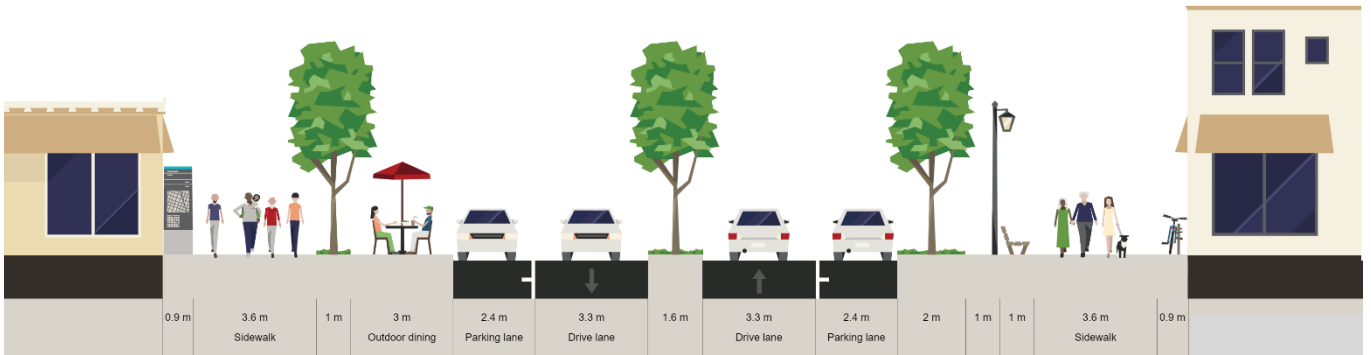 0.9 m
3.6 m
Sidewalk
1 m
3 m
Outdoor dining
2.4 m
Parking lane
3.3 m
Drive lane
1.6 m
3.3 m
Drive lane
2.4 m
Parking lane
2 m
1 m
1 m
3.6 m
Sidewalk
0.9 m